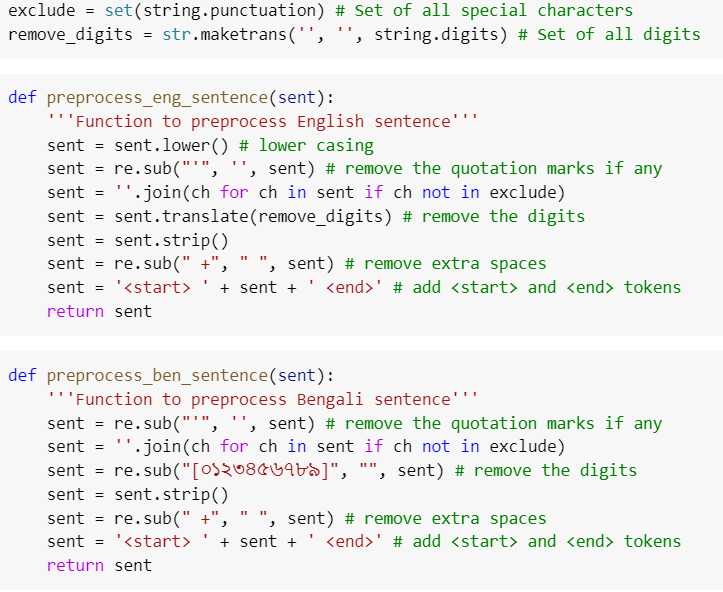 exclude = set(string.punctuation) # Set of all special characters
remove_digits = str.maketrans('', '', string.digits) # Set of all digits
def preprocess_eng_sentence(sent):
    '''Function to preprocess English sentence'''
    sent = sent.lower() # lower casing
    sent = re.sub("'", '', sent) # remove the quotation marks if any
    sent = ''.join(ch for ch in sent if ch not in exclude)
    sent = sent.translate(remove_digits) # remove the digits
    sent = sent.strip()
    sent = re.sub(" +", " ", sent) # remove extra spaces
    sent = '<start> ' + sent + ' <end>' # add <start> and <end> tokens
    return sent
def preprocess_ben_sentence(sent):
    '''Function to preprocess Bengali sentence'''
    sent = re.sub("'", '', sent) # remove the quotation marks if any
    sent = ''.join(ch for ch in sent if ch not in exclude)
    sent = re.sub("[০১২৩৪৫৬৭৮৯]", "", sent) # remove the digits
    sent = sent.strip()
    sent = re.sub(" +", " ", sent) # remove extra spaces
    sent = '<start> ' + sent + ' <end>' # add <start> and <end> tokens
    return sent